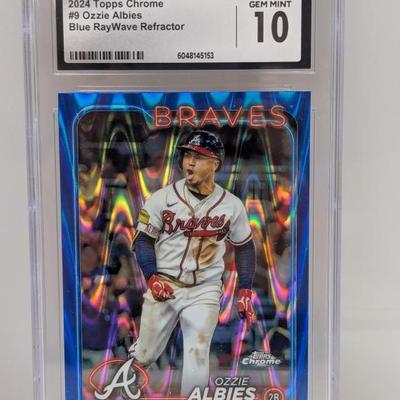 2024 Topps Chrome
#9 Ozzie Albies
Blue RayWave Refractor
GEM MINT
10
6048145153
BRAVES
Braves
A
Topps
Chrome
OZZIE
ALBIES
2B